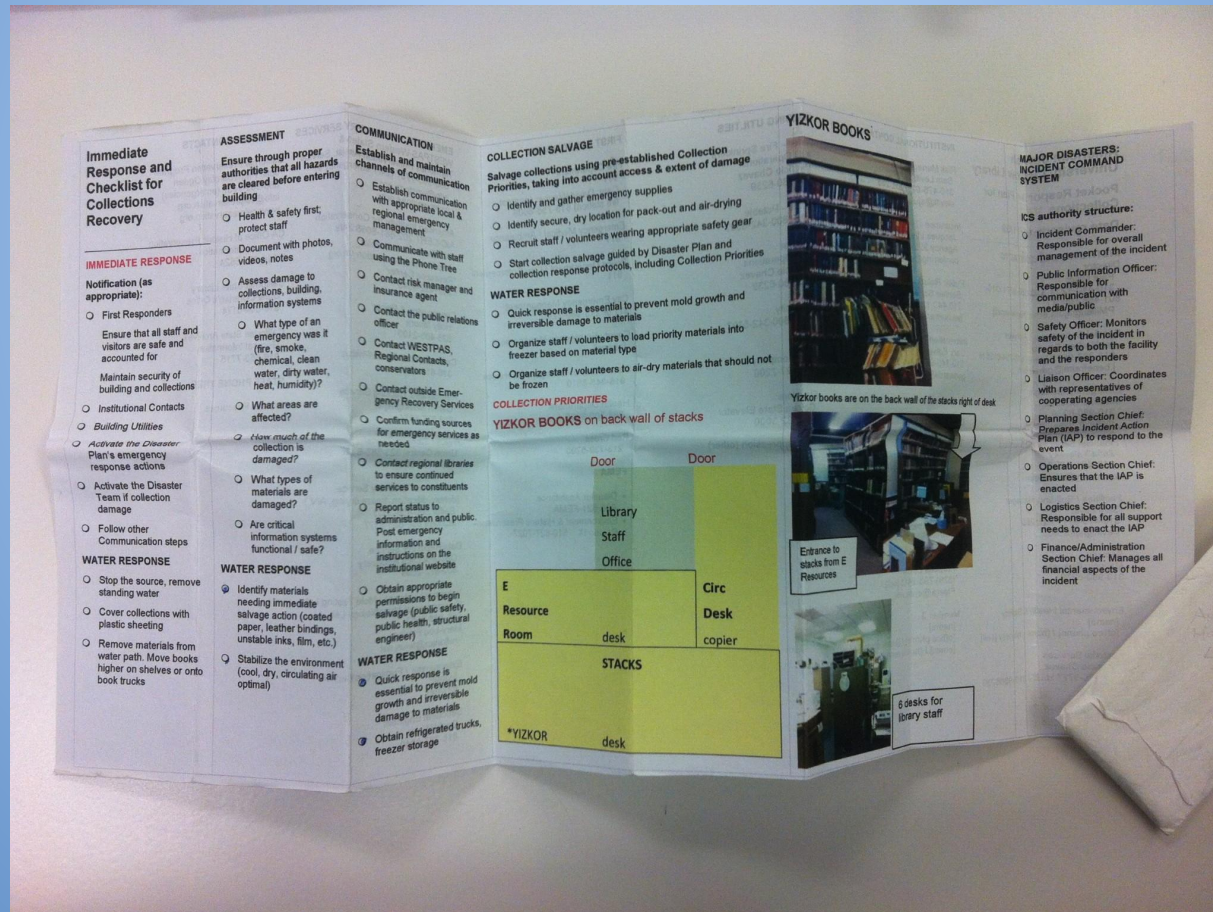 Immediate
Response and
Checklist for
Collections
Recovery
IMMEDIATE RESPONSE
Notification (as
appropriate):
First Responders
Ensure that all staff and
visitors are safe and
accounted for
Maintain security of
building and collections
Institutional Contacts
Building Utilities
Activate the Disaster
Plan's emergency
response actions
Activate the Disaster
Team if collection
damage
Follow other
Communication steps
WATER RESPONSE
Stop the source, remove
standing water
Cover collections with
plastic sheeting
Remove materials from
water path. Move books
higher on shelves or onto
book trucks
ASSESSMENT
Ensure through proper
authorities that all hazards
are cleared before entering
building
Health & safety first;
protect staff
Document with photos,
videos, notes
Assess damage to
collections, building,
information systems
What type of an
emergency was it
(fire, smoke,
chemical, clean
water, dirty water,
heat, humidity)?
What areas are
affected?
How much of the
collection is
damaged?
What types of
materials are
damaged?
Are critical
information systems
functional / safe?
WATER RESPONSE
Identify materials
needing immediate
salvage action (coated
paper, leather bindings,
unstable inks, film, etc.)
Stabilize the environment
(cool, dry, circulating air
optimal)
COMMUNICATION
Establish and maintain
channels of communication
Establish communication
with appropriate local &
regional emergency
management
Communicate with staff
using the Phone Tree
Contact risk manager and
insurance agent
Contact the public relations
officer
Contact WESTPAS,
Regional Contacts,
conservators
Contact outside Emer-
gency Recovery Services
Confirm funding sources
for emergency services as
needed
Contact regional libraries
to ensure continued
services to constituents
Report status to
administration and public.
Post emergency
information and
instructions on the
institutional website
Obtain appropriate
permissions to begin
salvage (public safety,
public health, structural
engineer)
WATER RESPONSE
Quick response is
essential to prevent mold
growth and irreversible
damage to materials
Obtain refrigerated trucks,
freezer storage
COLLECTION SALVAGE
Salvage collections using pre-established Collection
Priorities, taking into account access & extent of damage
Identify and gather emergency supplies
Identify secure, dry location for pack-out and air-drying
Recruit staff / volunteers wearing appropriate safety gear
Start collection salvage guided by Disaster Plan and
collection response protocols, including Collection Priorities
WATER RESPONSE
Quick response is essential to prevent mold growth and
irreversible damage to materials
Organize staff / volunteers to load priority materials into
freezer based on material type
Organize staff / volunteers to air-dry materials that should not
be frozen
COLLECTION PRIORITIES
YIZKOR BOOKS on back wall of stacks
Door Door
Library
Staff
Office
E Circ
Resource Desk
Room desk copier
STACKS
*YIZKOR desk
YIZKOR BOOKS
Yizkor books are on the back wall of the stacks right of desk
Entrance to
stacks from E
Resources
6 desks for
library staff
MAJOR DISASTERS:
INCIDENT COMMAND
SYSTEM
ICS authority structure:
Incident Commander:
Responsible for overall
management of the incident
Public Information Officer:
Responsible for
communication with
media/public
Safety Officer: Monitors
safety of the incident in
regards to both the facility
and the responders
Liaison Officer: Coordinates
with representatives of
cooperating agencies
Planning Section Chief:
Prepares Incident Action
Plan (IAP) to respond to the
event
Operations Section Chief:
Ensures that the IAP is
enacted
Logistics Section Chief:
Responsible for all support
needs to enact the IAP
Finance/Administration
Section Chief: Manages all
financial aspects of the
incident